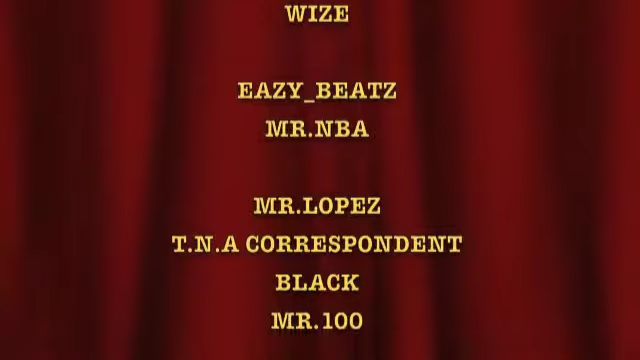 WIZE
EAZY_BEATZ
MR.NBA
MR.LOPEZ
T.N.A CORRESPONDENT
BLACK
MR.100